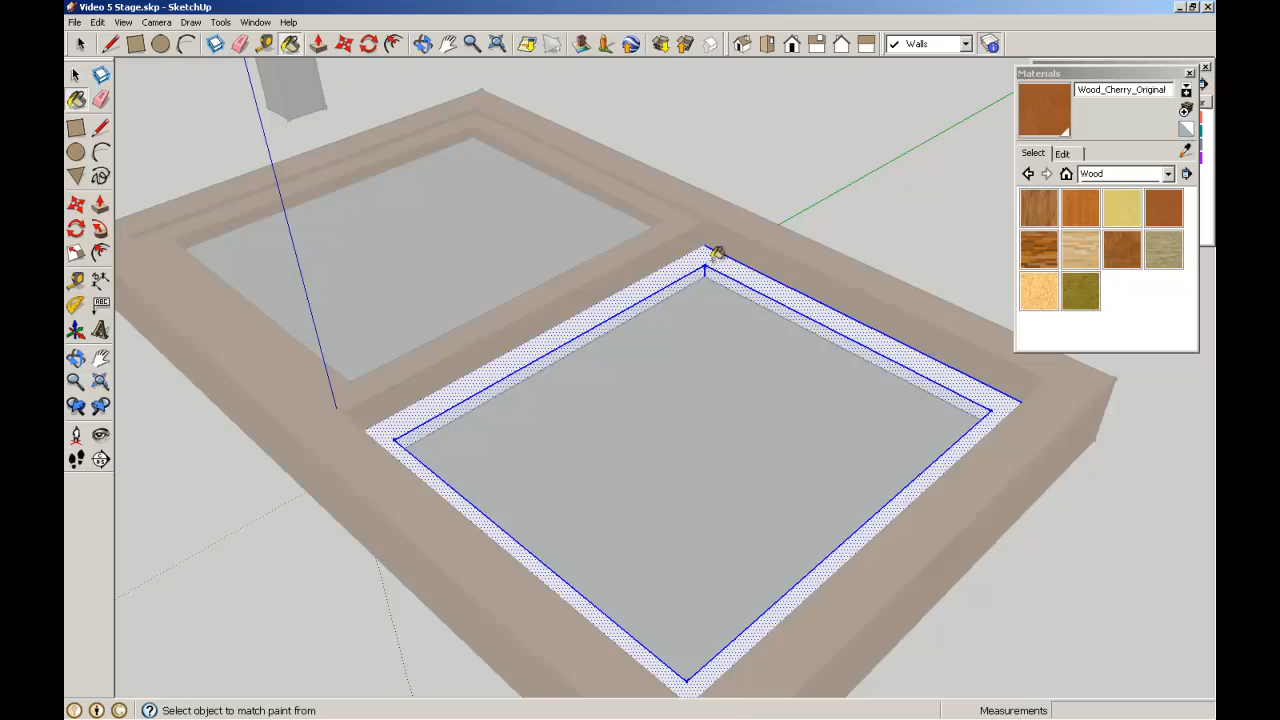 Video 5 Stage.skp - SketchUp
File Edit View Camera Draw Tools Window Help
Walls
Materials
Wood_Cherry_Original
Select Edit
Wood
ABC
Select object to match paint from
Measurements